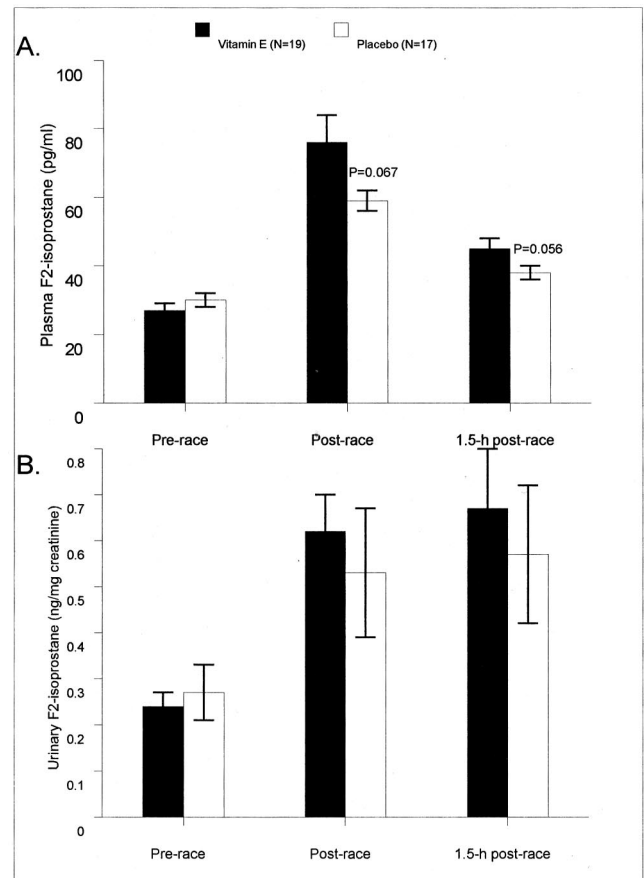 A.
Vitamin E (N=19) Placebo (N=17)
Plasma F2-isoprostane (pg/ml)
100
80
60
40
20
0
P=0.067
P=0.056
Pre-race Post-race 1.5-h post-race
B.
Urinary F2-isoprostane (ng/mg creatinine)
0.8
0.7
0.6
0.5
0.4
0.3
0.2
0.1
0
Pre-race Post-race 1.5-h post-race